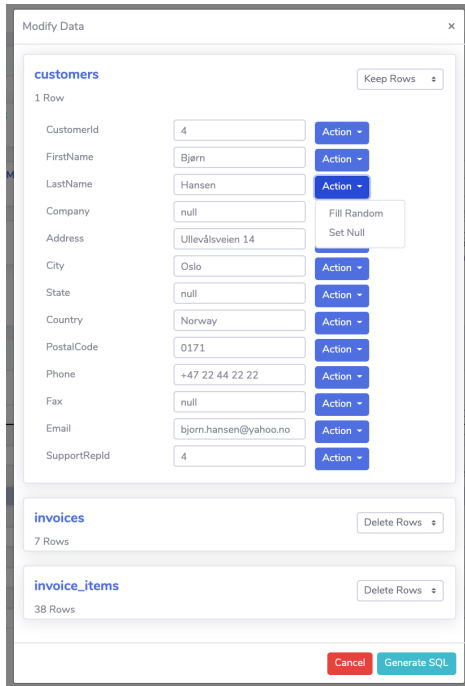 Modify Data ×
customers Keep Rows
1 Row
CustomerId 4 Action
FirstName Bjørn Action
LastName Hansen Action
Company null Fill Random
Address Ullevålsveien 14 Set Null
City Oslo Action
State null Action
Country Norway Action
PostalCode 0171 Action
Phone +47 22 44 22 22 Action
Fax null Action
Email bjorn.hansen@yahoo.no Action
SupportRepId 4 Action
invoices Delete Rows
7 Rows
invoice_items Delete Rows
38 Rows
Cancel Generate SQL